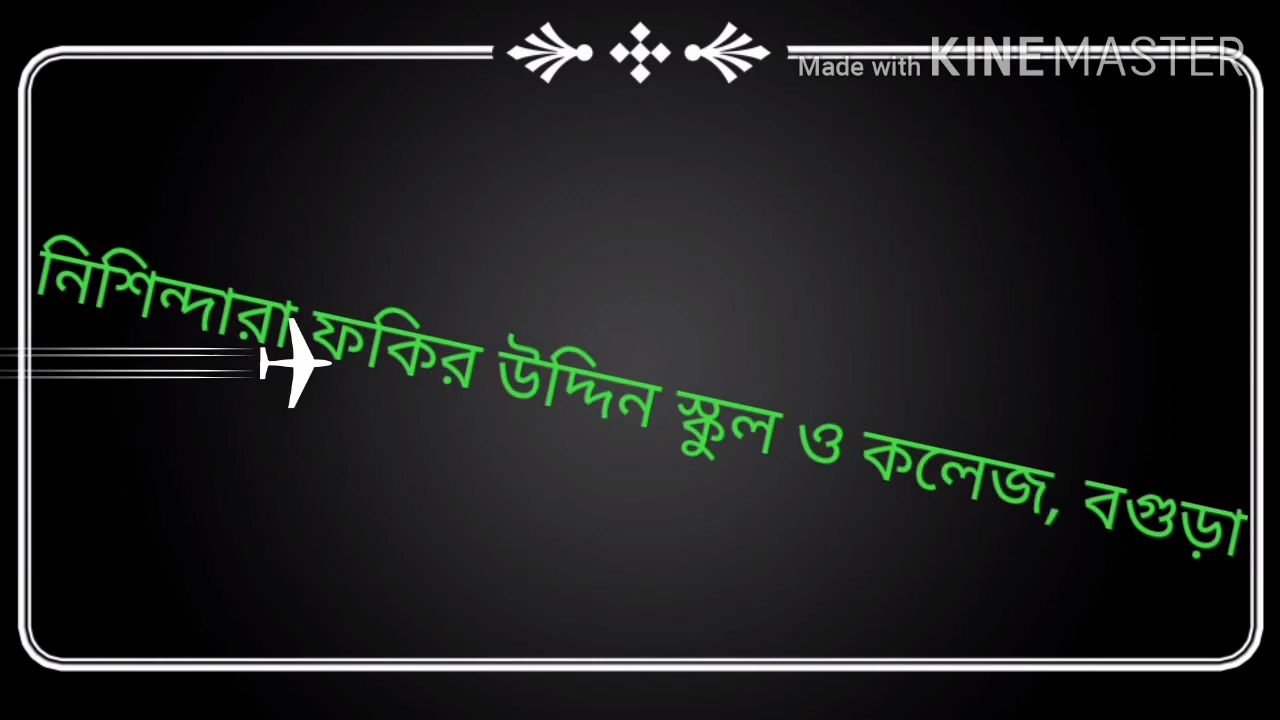 Made with KINEMASTER
নিশিন্দারা ফকির উদ্দিন স্কুল ও কলেজ, বগুড়া